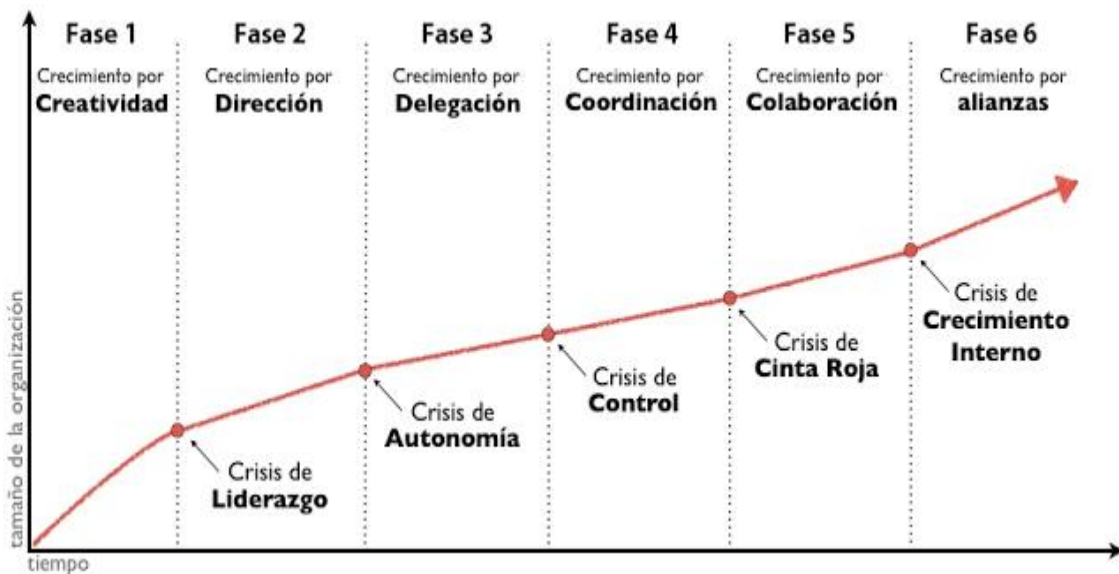 Fase 1
Crecimiento por
Creatividad
Fase 2
Crecimiento por
Dirección
Fase 3
Crecimiento por
Delegación
Fase 4
Crecimiento por
Coordinación
Fase 5
Crecimiento por
Colaboración
Fase 6
Crecimiento por
alianzas
Crisis de
Liderazgo
Crisis de
Autonomía
Crisis de
Control
Crisis de
Cinta Roja
Crisis de
Crecimiento
Interno
tamaño de la organización
tiempo